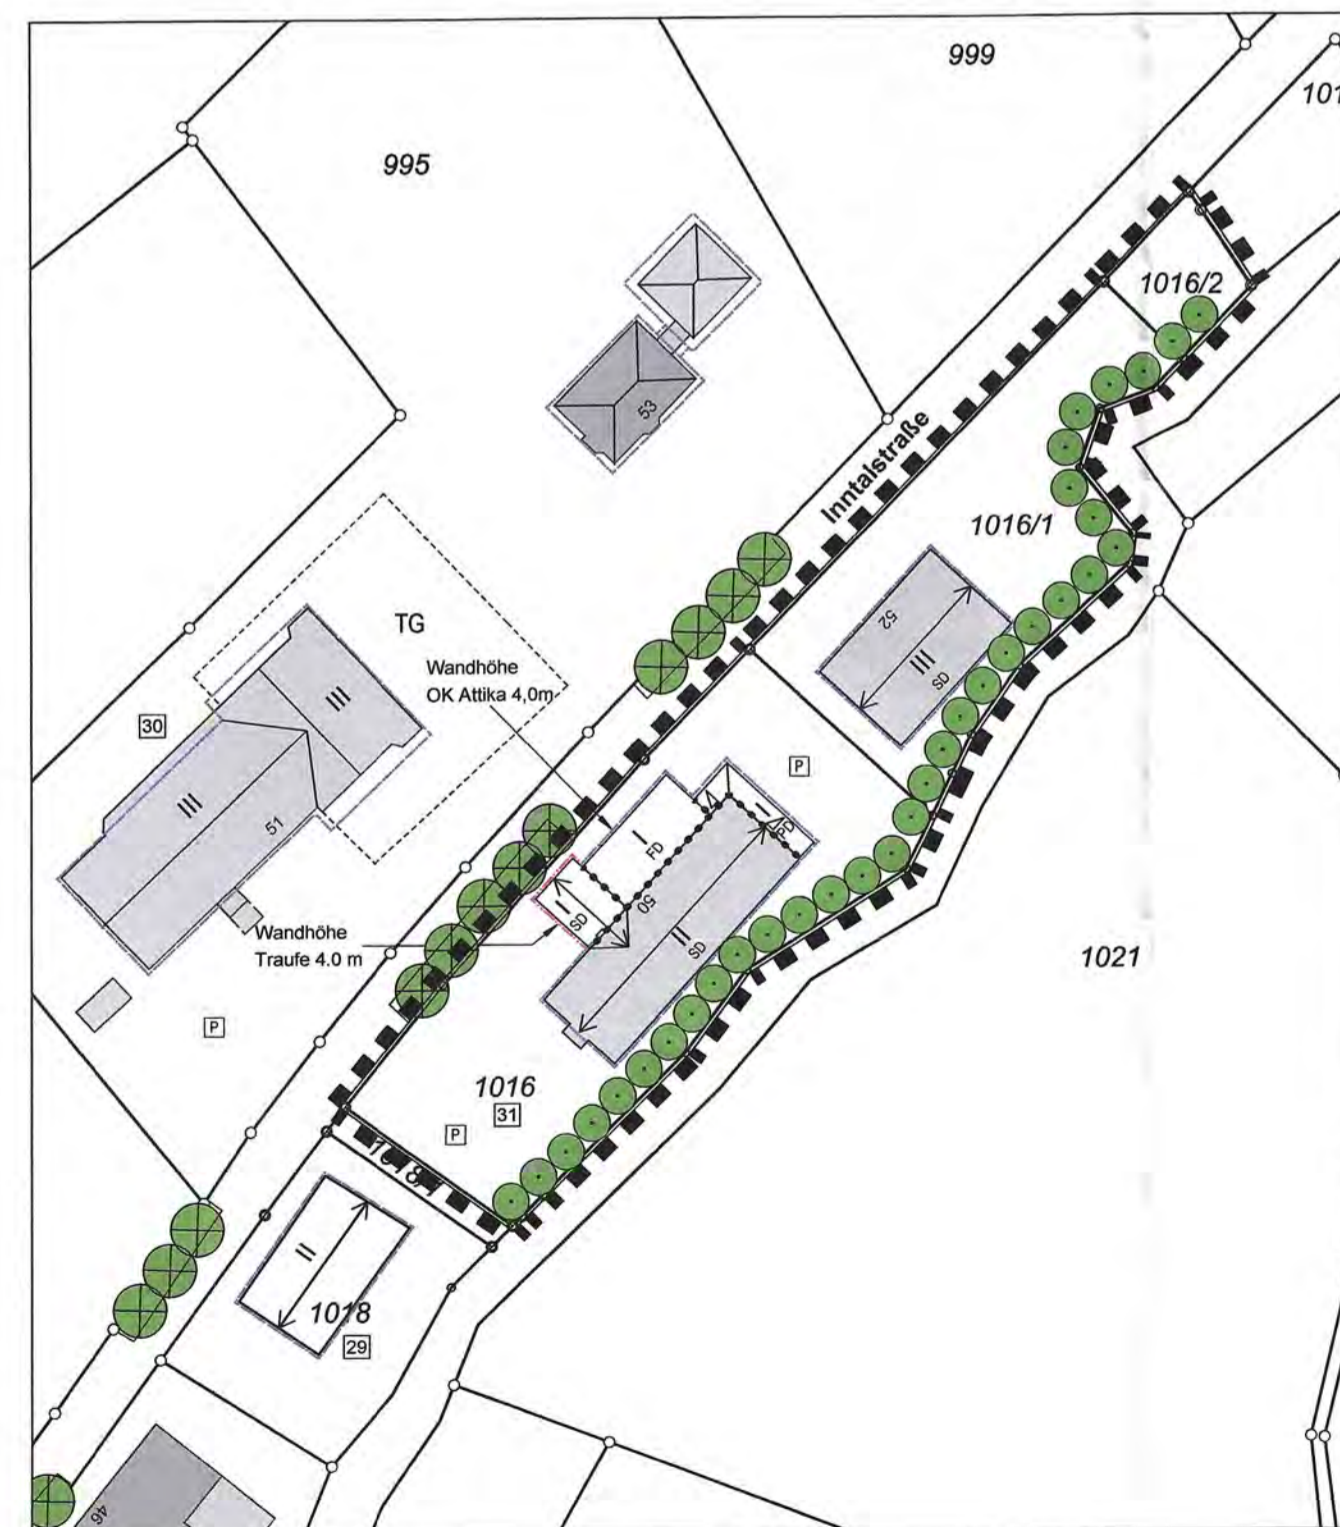 999
101
995
1016/2
53
Inntalstraße
1016/1
TG
52
III
SD
III
Wandhöhe
OK Attika 4,0m
30
P
III
51
I
FD
I
PD
I
SD
50
II
SD
Wandhöhe
Traufe 4.0 m
1021
P
1016
31
P
II
1018
29
46